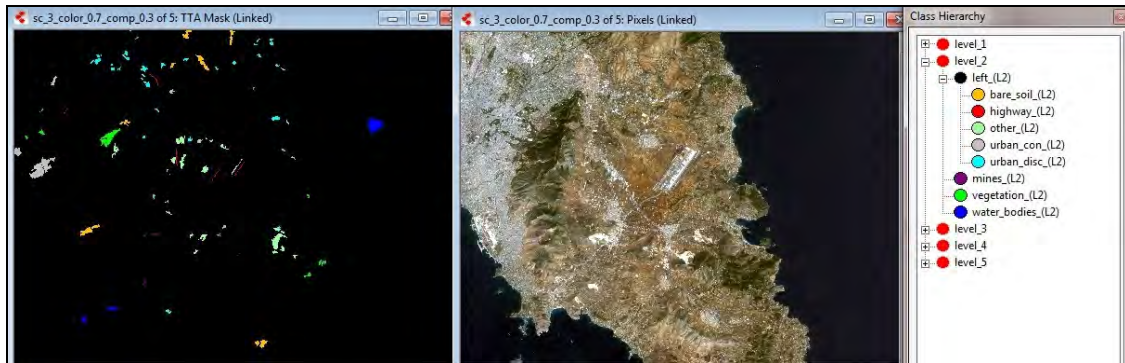 sc_3_color_0.7_comp_0.3 of 5: TTA Mask (Linked)
sc_3_color_0.7_comp_0.3 of 5: Pixels (Linked)
Class Hierarchy
level_1
level_2
left_(L2)
bare_soil_(L2)
highway_(L2)
other_(L2)
urban_con_(L2)
urban_disc_(L2)
mines_(L2)
vegetation_(L2)
water_bodies_(L2)
level_3
level_4
level_5